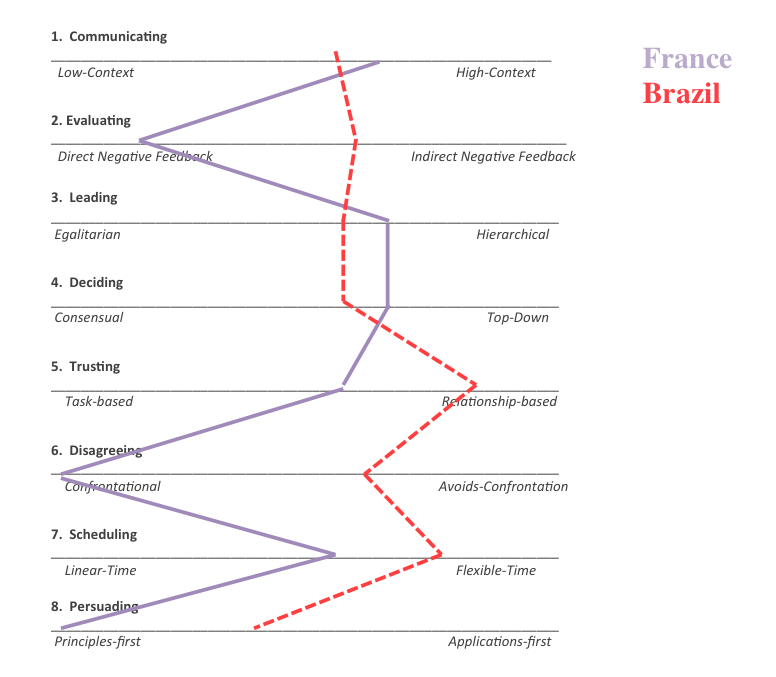 1. Communicating
Low-Context High-Context
France
Brazil
2. Evaluating
Direct Negative Feedback Indirect Negative Feedback
3. Leading
Egalitarian Hierarchical
4. Deciding
Consensual Top-Down
5. Trusting
Task-based Relationship-based
6. Disagreeing
Confrontational Avoids-Confrontation
7. Scheduling
Linear-Time Flexible-Time
8. Persuading
Principles-first Applications-first